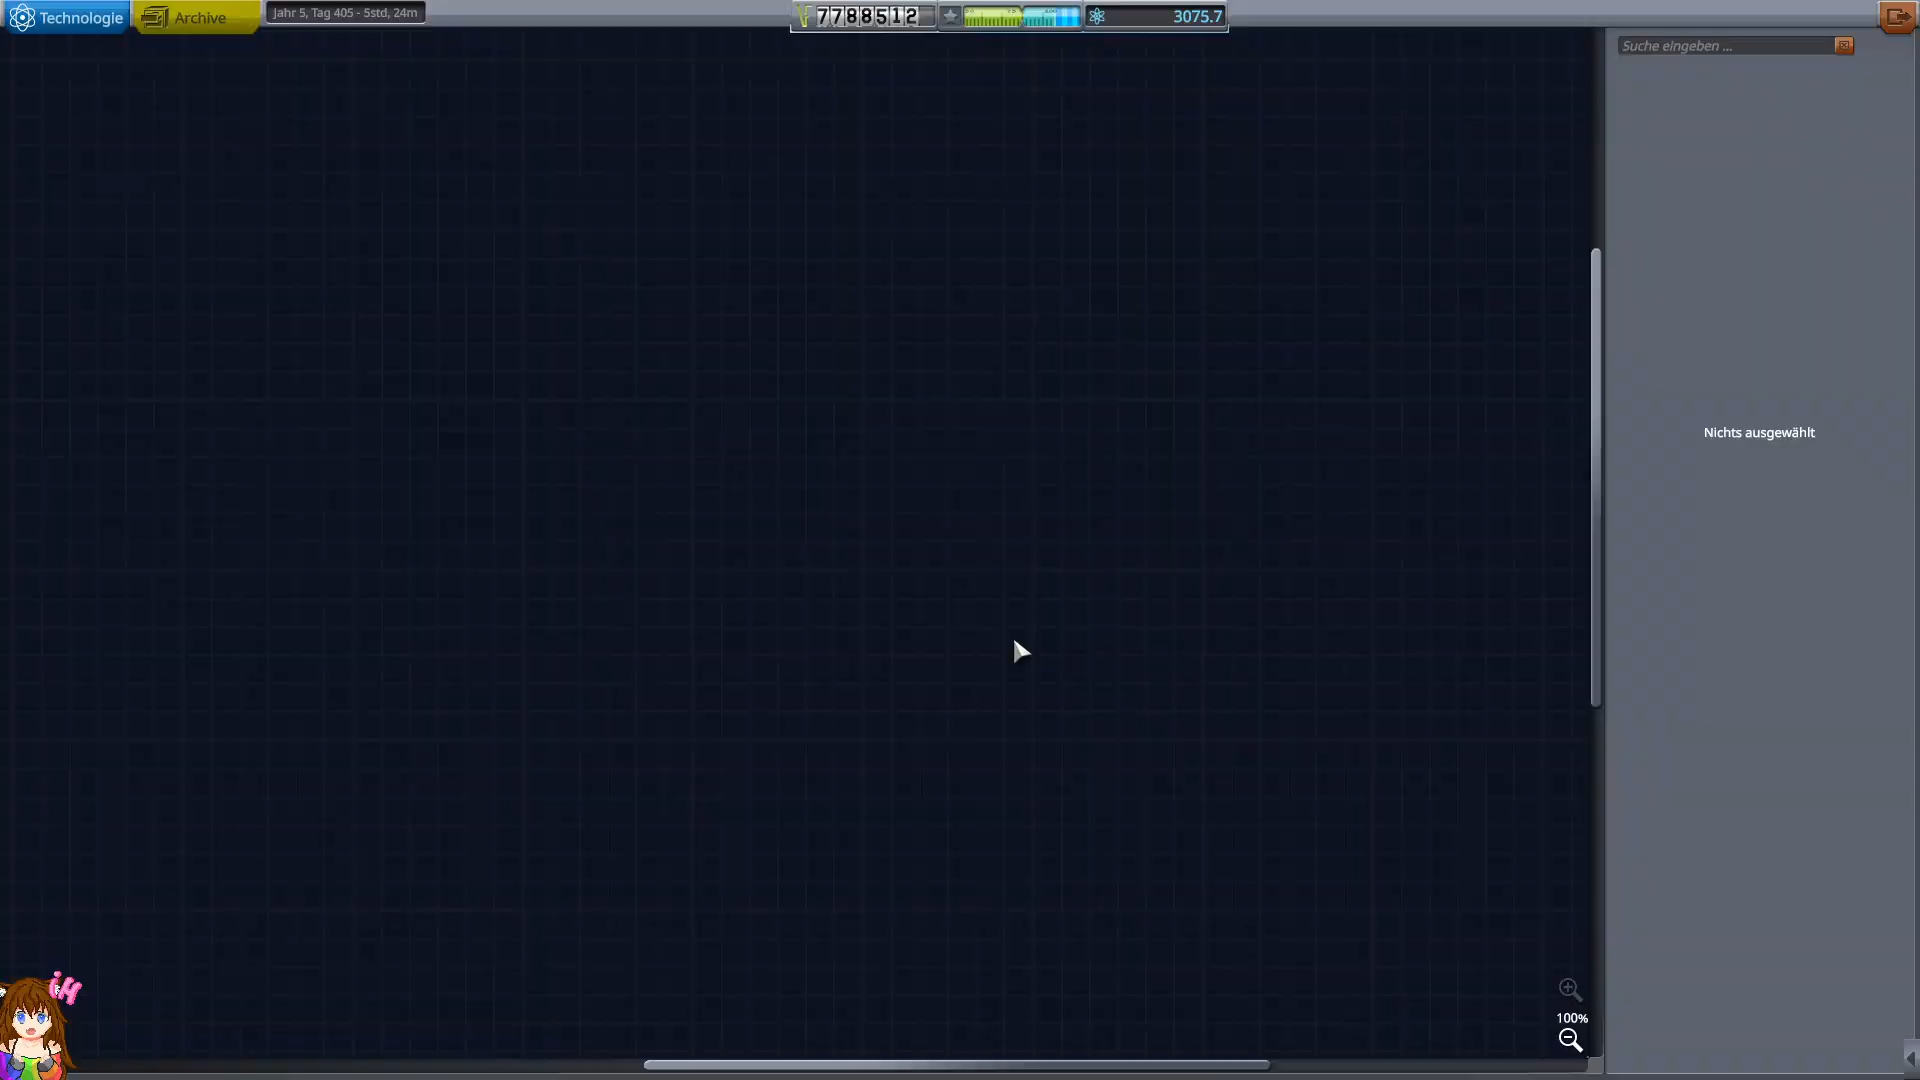 Technologie
Archive
Jahr 5, Tag 405 - 5std, 24m
7788512
3075.7
Suche eingeben ...
Nichts ausgewählt
100%